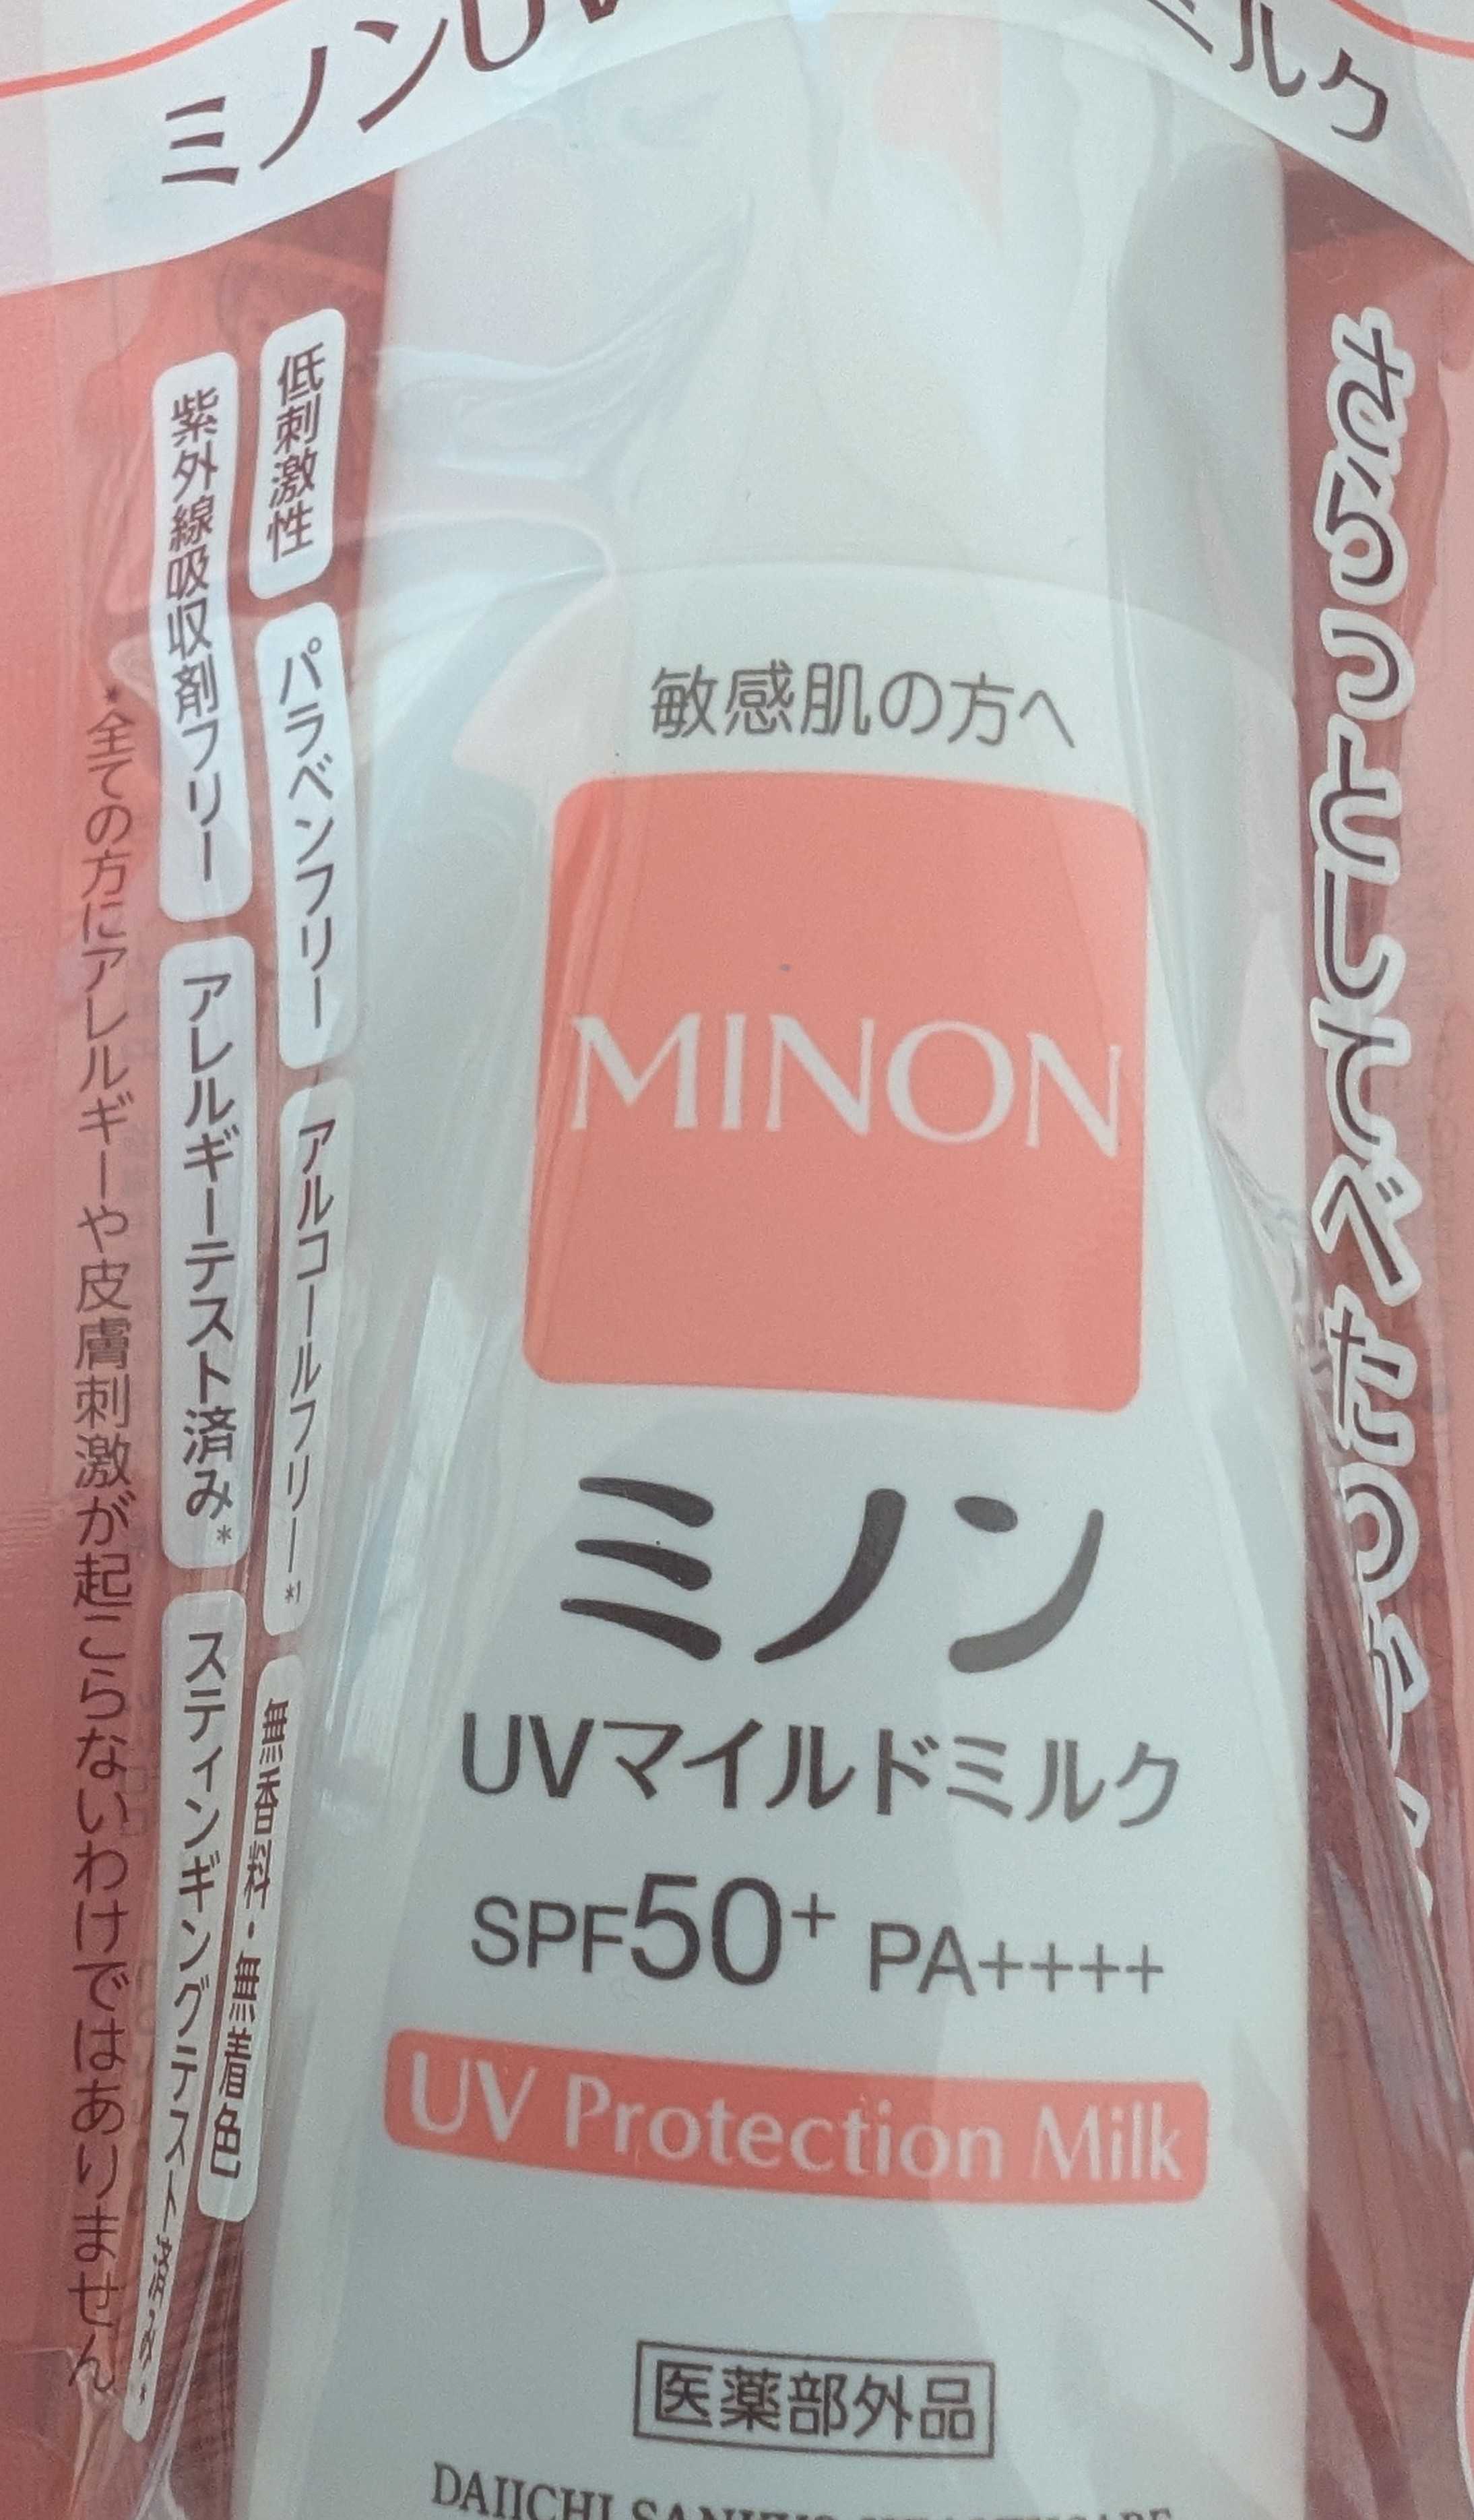 ミノンUV
ミルク
さらっとしてべたつか
低刺激性
パラベンフリー
アルコールフリー*1
無香料・無着色
紫外線吸収剤フリー
アレルギーテスト済み*
スティンギングテスト済み*
*全ての方にアレルギーや皮膚刺激が起こらないわけではありません
敏感肌の方へ
MINON
ミノン
UVマイルドミルク
SPF50+ PA++++
UV Protection Milk
医薬部外品
DAIICHI SANKYO HEALTHCARE